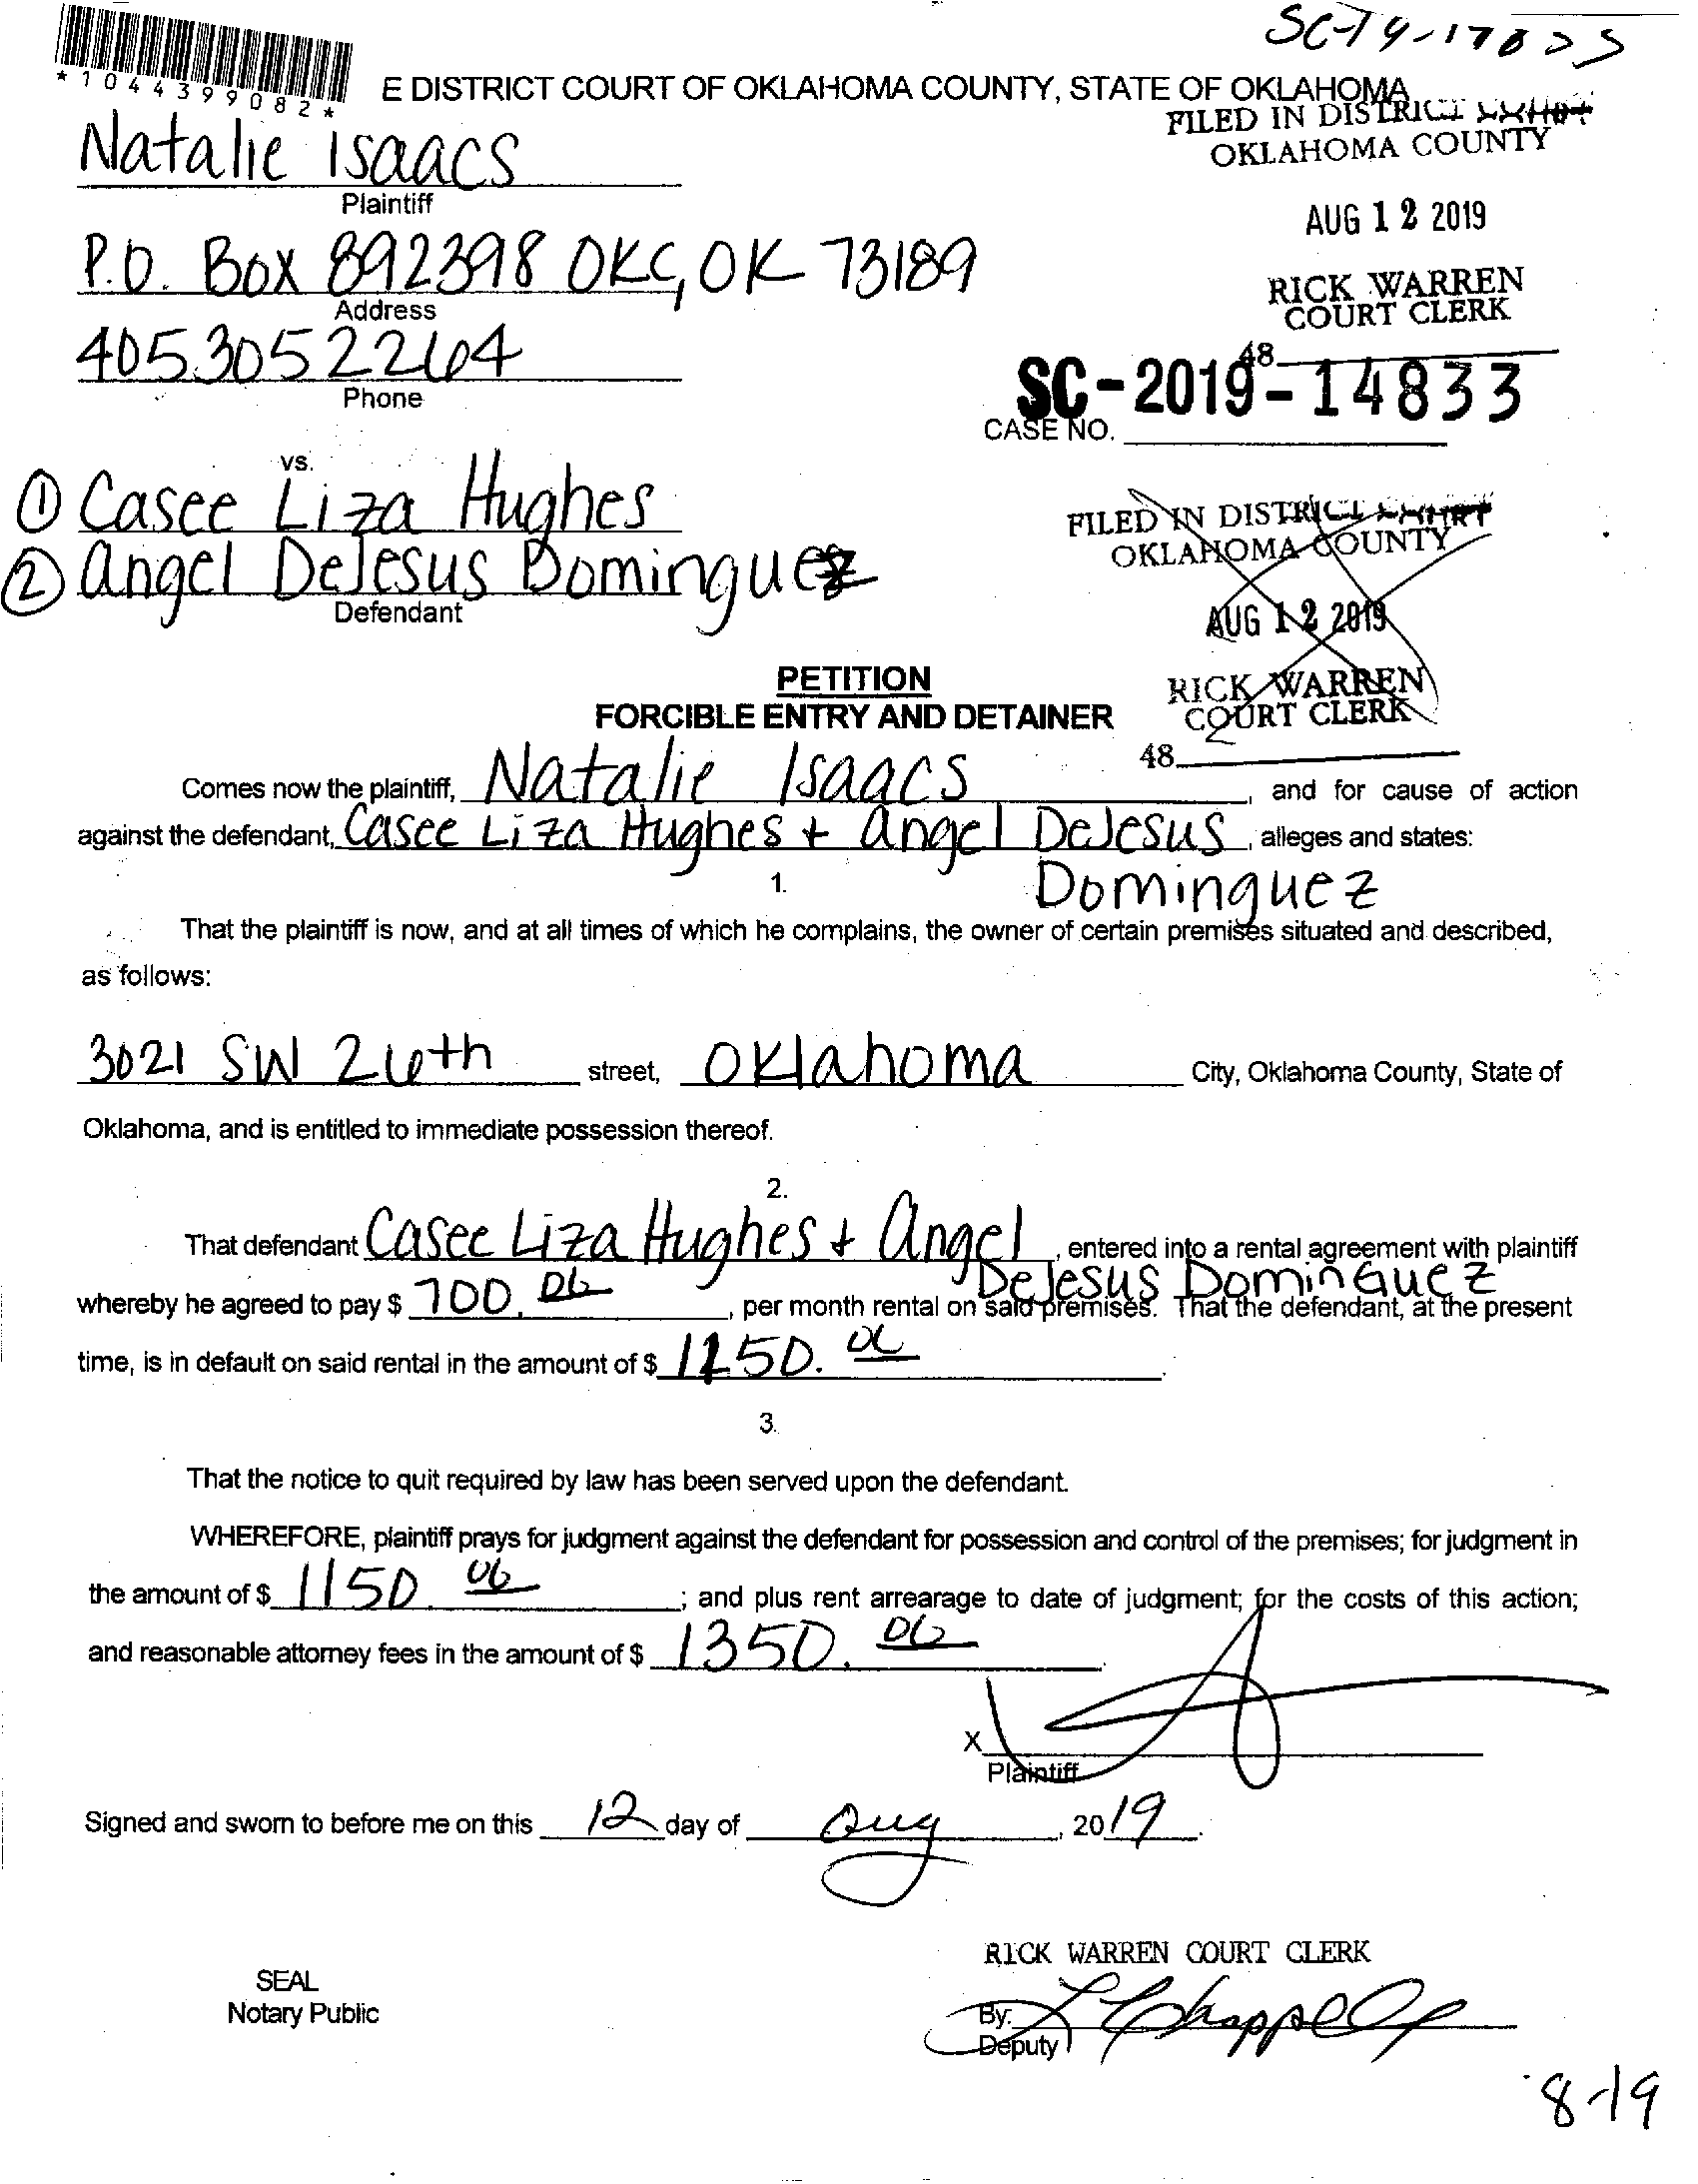 *1044399082*
E DISTRICT COURT OF OKLAHOMA COUNTY, STATE OF OKLAHOMA
FILED IN DISTRICT COURT
OKLAHOMA COUNTY
Natalie Isaacs
Plaintiff
AUG 12 2019
P.O. Box 892398 OKC, OK 73189
Address
RICK WARREN
COURT CLERK
4053052264
Phone
48
SC-2019-14833
CASE NO.
vs.
① Casee Liza Hughes
② Angel DeJesus Dominguez
Defendant
FILED IN DISTRICT COURT
OKLAHOMA COUNTY
AUG 12 2019
RICK WARREN
COURT CLERK
48
PETITION
FORCIBLE ENTRY AND DETAINER
Comes now the plaintiff, Natalie Isaacs, and for cause of action
against the defendant, Casee Liza Hughes + Angel DeJesus, alleges and states:
Dominguez
1.
That the plaintiff is now, and at all times of which he complains, the owner of certain premises situated and described,
as follows:
3021 SW 26th street, Oklahoma City, Oklahoma County, State of
Oklahoma, and is entitled to immediate possession thereof.
2.
That defendant Casee Liza Hughes + Angel, entered into a rental agreement with plaintiff
DeJesus Dominguez
whereby he agreed to pay $ 700.00, per month rental on said premises. That the defendant, at the present
time, is in default on said rental in the amount of $ 1150.00.
3.
That the notice to quit required by law has been served upon the defendant.
WHEREFORE, plaintiff prays for judgment against the defendant for possession and control of the premises; for judgment in
the amount of $ 1150.00; and plus rent arrearage to date of judgment; for the costs of this action;
and reasonable attorney fees in the amount of $ 1350.00.
X
Plaintiff
Signed and sworn to before me on this 12 day of Aug, 2019.
RICK WARREN COURT CLERK
SEAL
Notary Public
By:
Deputy
8-19